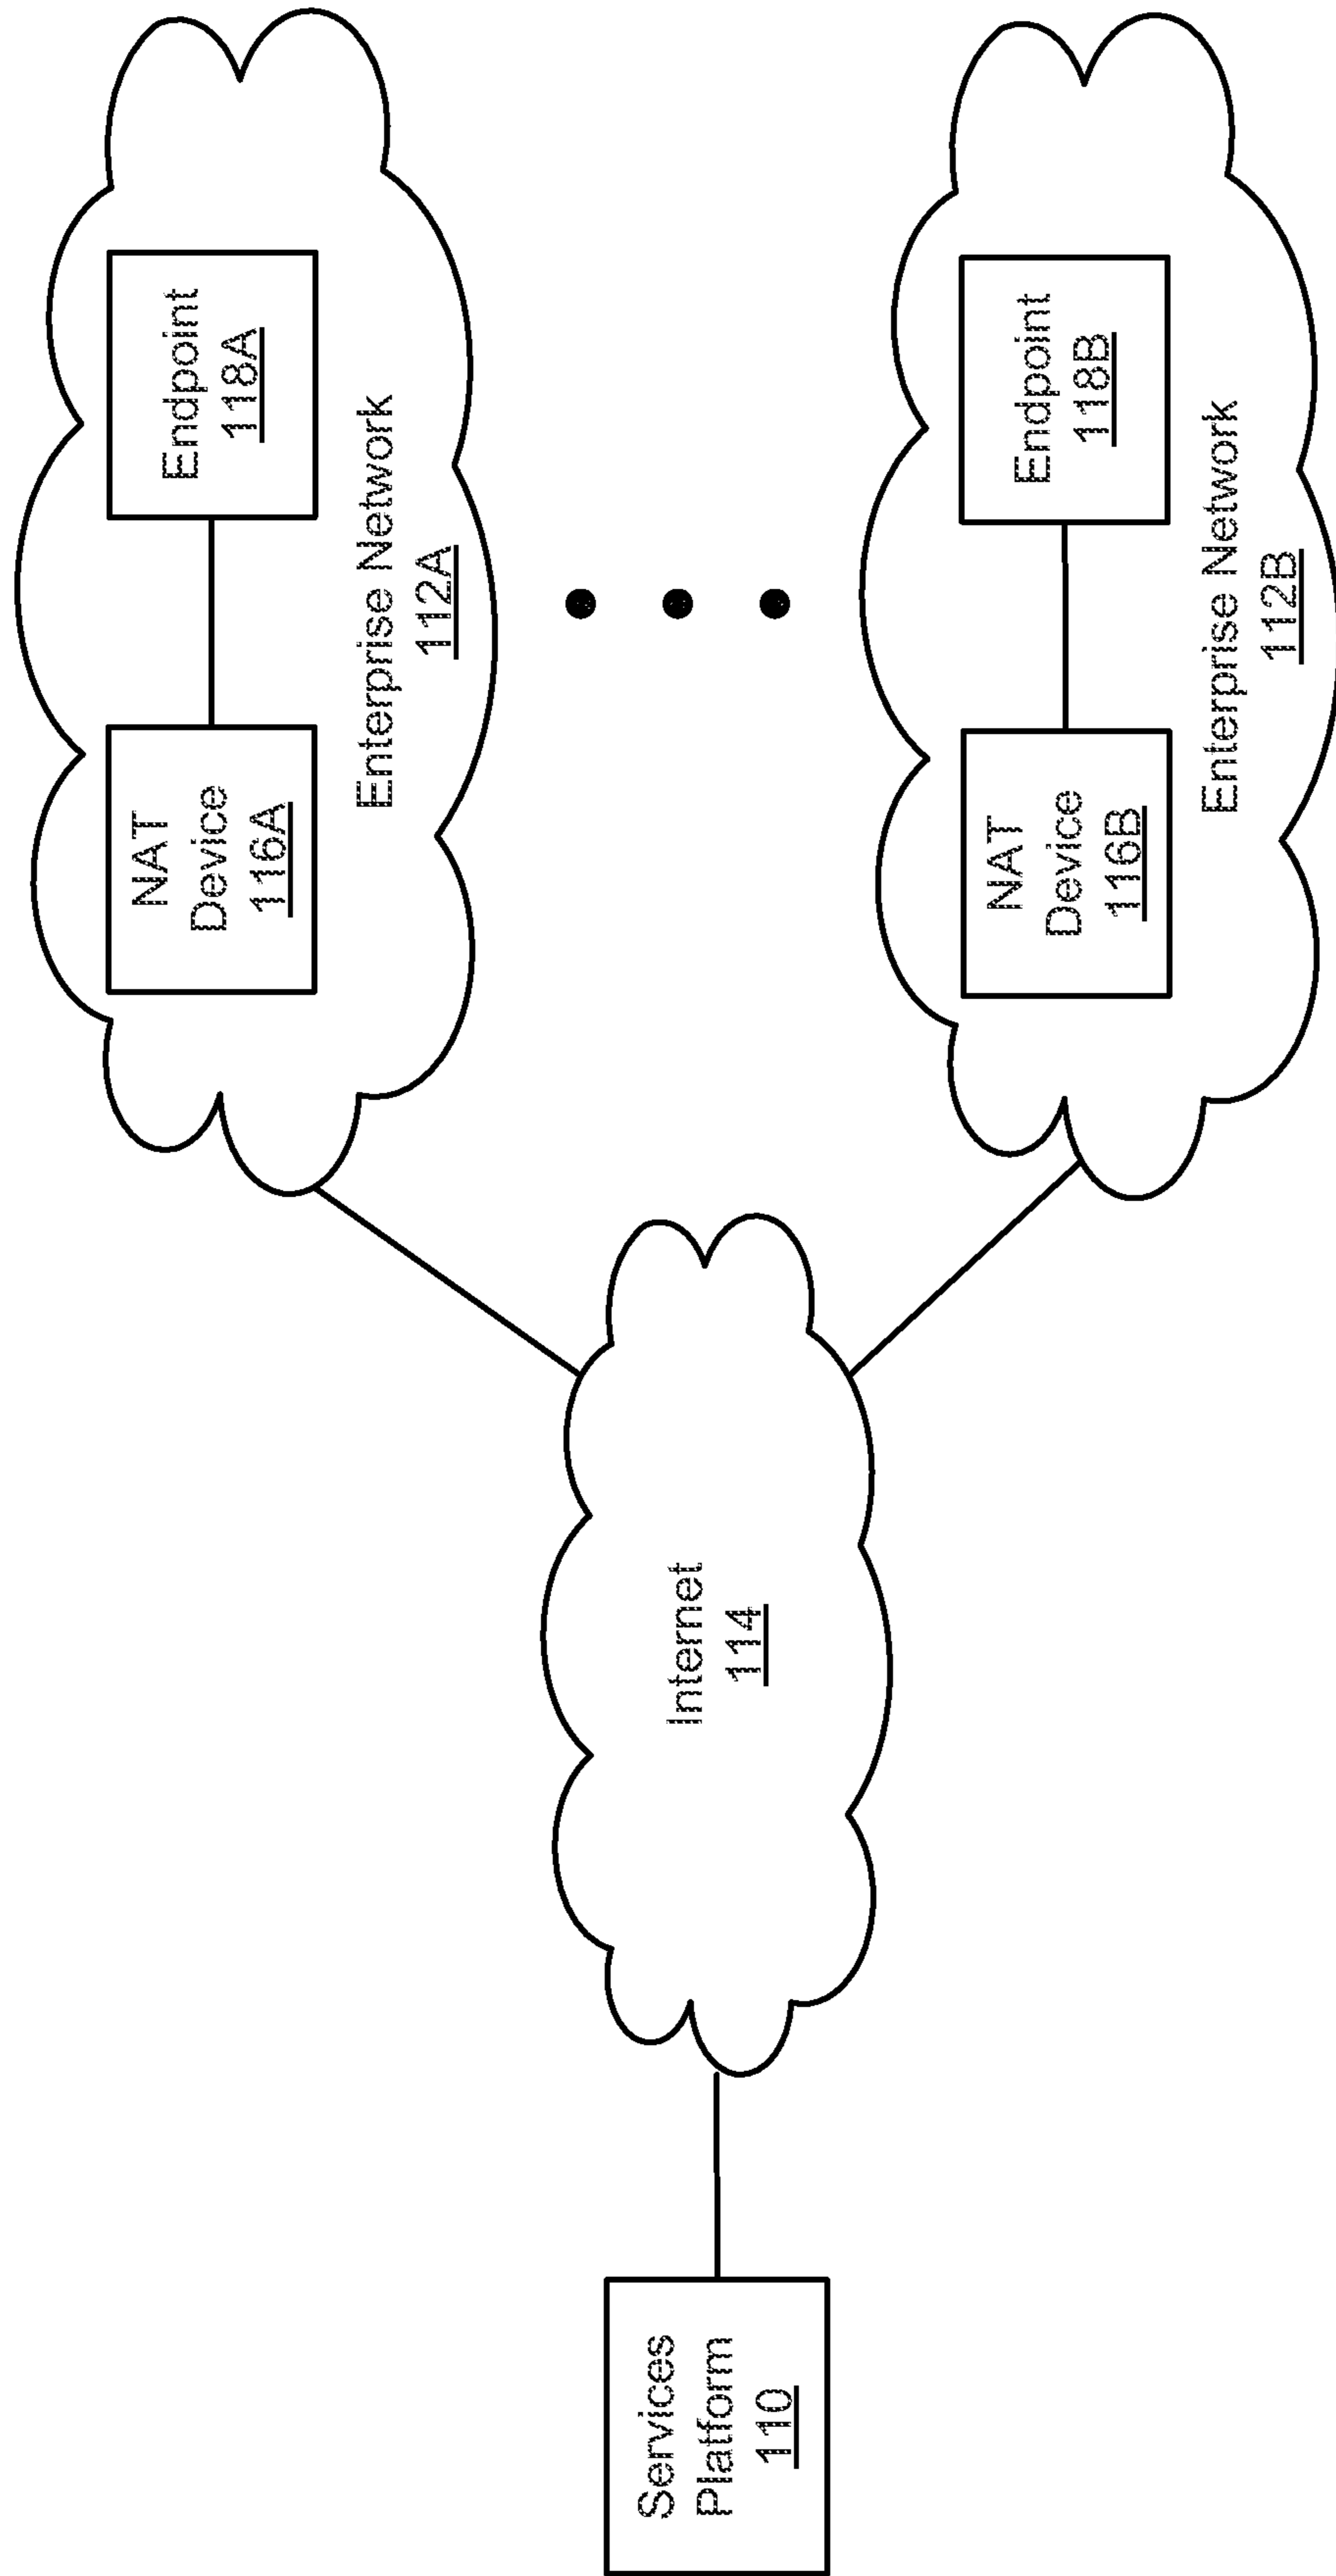 Services
Platform
110
Internet
114
NAT
Device
116A
Endpoint
118A
Enterprise Network
112A
NAT
Device
116B
Endpoint
118B
Enterprise Network
112B